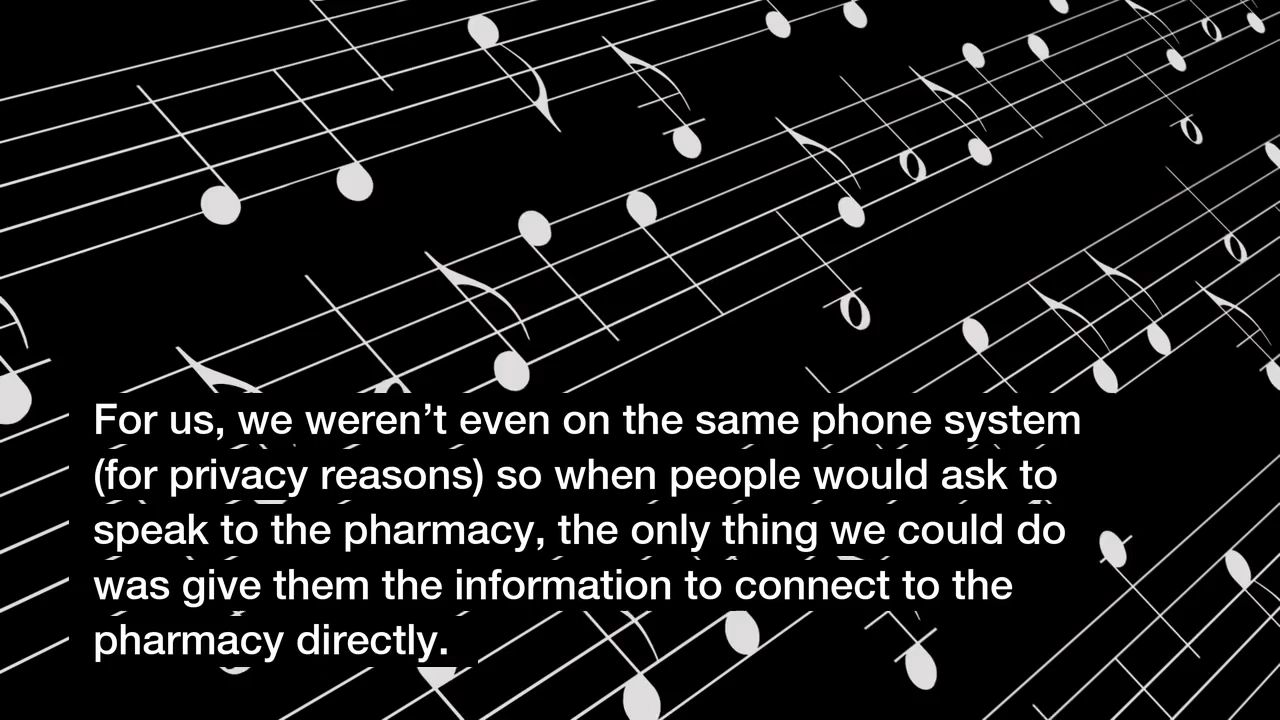 For us, we weren’t even on the same phone system
(for privacy reasons) so when people would ask to
speak to the pharmacy, the only thing we could do
was give them the information to connect to the
pharmacy directly.